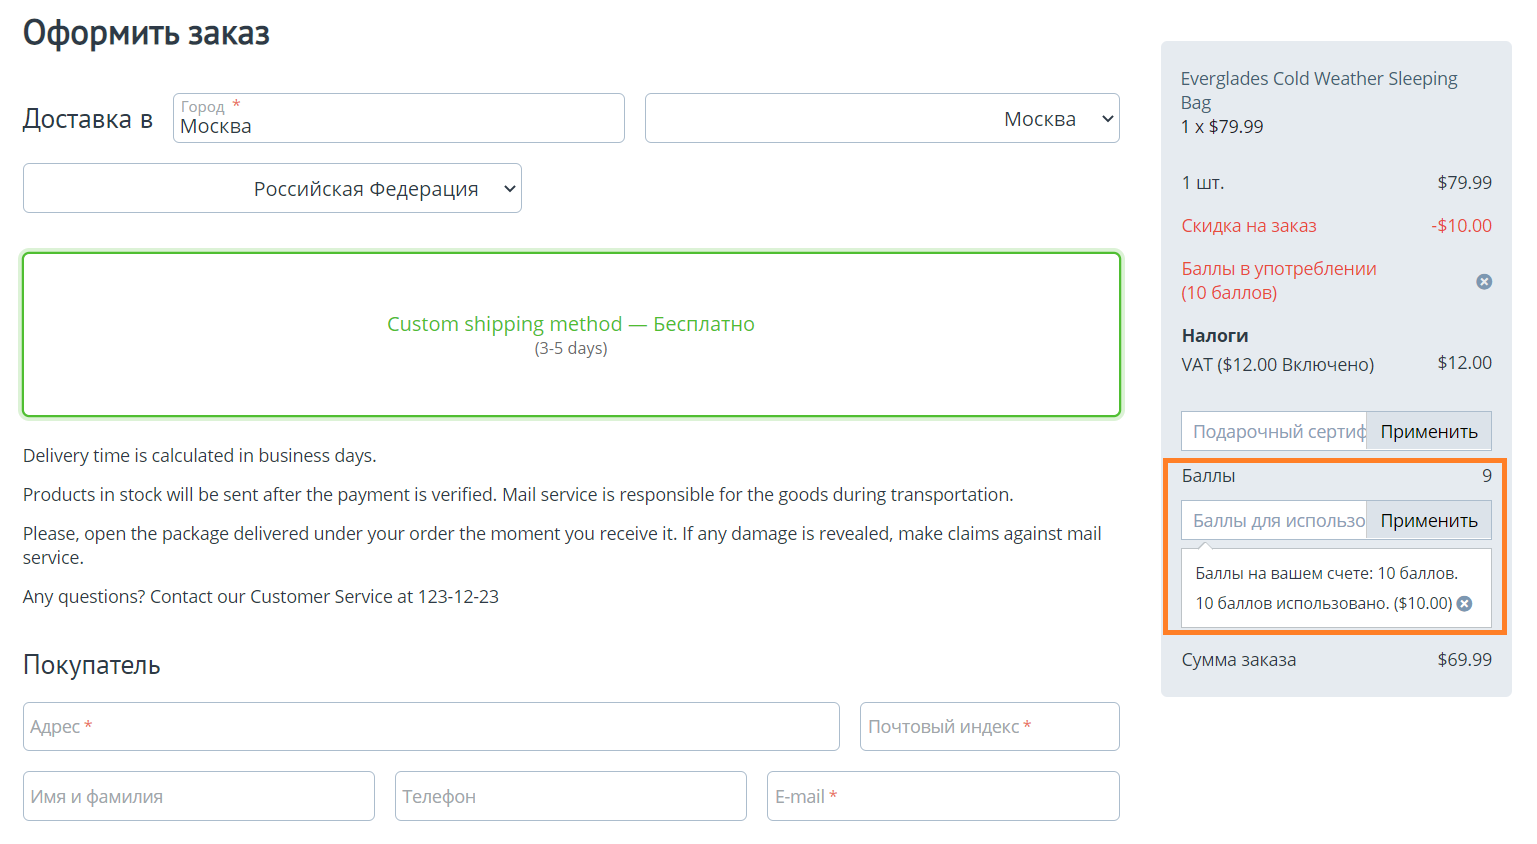 Оформить заказ
Доставка в
Город *
Москва
Москва
Российская Федерация
Custom shipping method — Бесплатно
(3-5 days)
Delivery time is calculated in business days.
Products in stock will be sent after the payment is verified. Mail service is responsible for the goods during transportation.
Please, open the package delivered under your order the moment you receive it. If any damage is revealed, make claims against mail
service.
Any questions? Contact our Customer Service at 123-12-23
Покупатель
Адрес *
Почтовый индекс *
Имя и фамилия
Телефон
E-mail *
Everglades Cold Weather Sleeping
Bag
1 x $79.99
1 шт. $79.99
Скидка на заказ -$10.00
Баллы в употреблении
(10 баллов)
Налоги
VAT ($12.00 Включено) $12.00
Подарочный сертиф Применить
Баллы 9
Баллы для использо Применить
Баллы на вашем счете: 10 баллов.
10 баллов использовано. ($10.00)
Сумма заказа $69.99